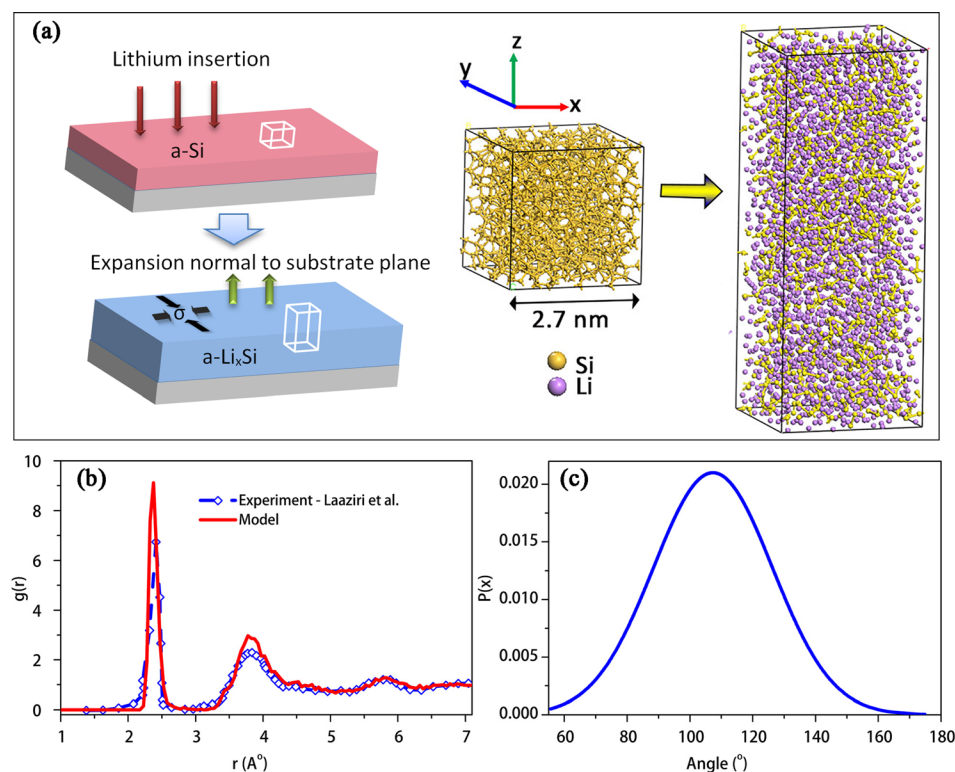 (a)
Lithium insertion
a-Si
Expansion normal to substrate plane
σ
a-LiₓSi
z
y
x
2.7 nm
Si
Li
(b)
10
8
6
4
2
0
g(r)
Experiment - Laaziri et al.
Model
1 2 3 4 5 6 7
r (A°)
(c)
0.020
0.015
0.010
0.005
0.000
P(x)
60 80 100 120 140 160 180
Angle (°)